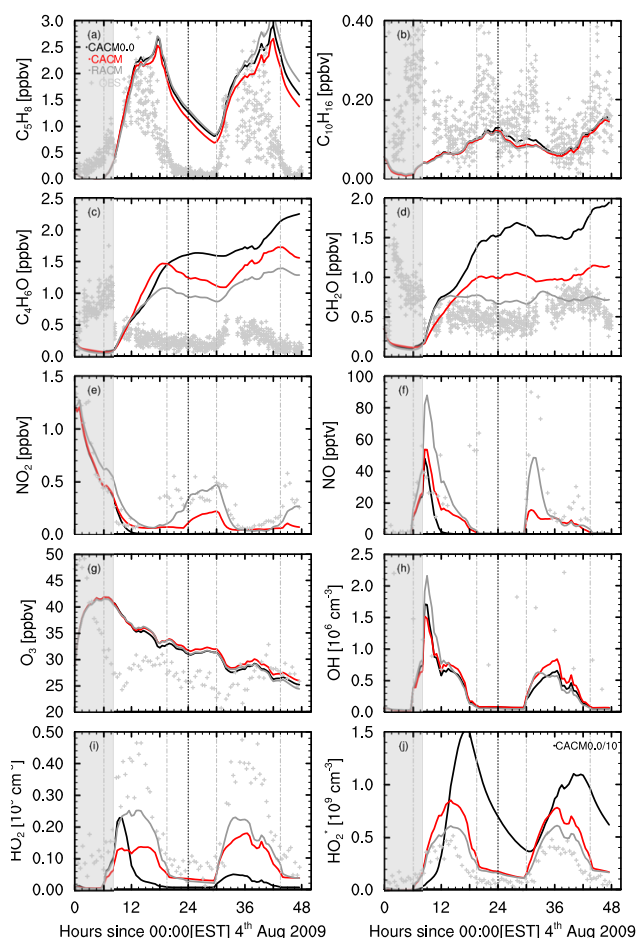 (a)
·CACM0.0
·CACM
·RACM
OBS
C5H8 [ppbv]
3.0
2.5
2.0
1.5
1.0
0.5
0.0
(b)
C10H16 [ppbv]
0.40
0.20
0.00
(c)
C4H6O [ppbv]
2.5
2.0
1.5
1.0
0.5
0.0
(d)
CH2O [ppbv]
2.0
1.5
1.0
0.5
0.0
(e)
NO2 [ppbv]
1.5
1.0
0.5
0.0
(f)
NO [pptv]
100
80
60
40
20
0
(g)
O3 [ppbv]
50
45
40
35
30
25
20
(h)
OH [10⁶ cm⁻³]
2.5
2.0
1.5
1.0
0.5
0.0
(i)
0.50
0.40
0.30
0.20
0.10
0.00
0 12 24 36 48
Hours since 00:00[EST] 4th Aug 2009
(j)
·CACM0.0/10
HO2* [10⁹ cm⁻³]
1.5
1.0
0.5
0.0
0 12 24 36 48
Hours since 00:00[EST] 4th Aug 2009